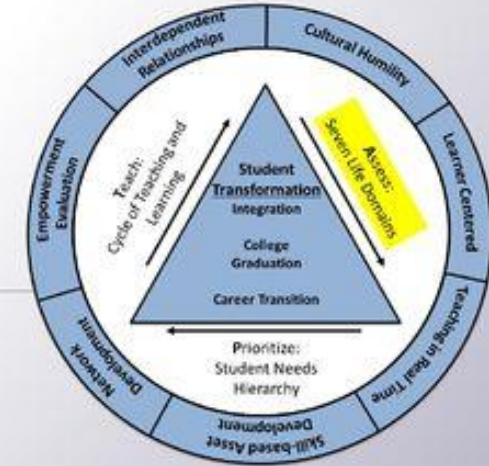 Interdependent
Relationships
Cultural Humility
Learner Centered
Teaching in Real Time
Skill-based Asset
Development
Network
Development
Empowerment
Evaluation
Teach:
Cycle of Teaching and
Learning
Assess:
Seven Life Domains
Prioritize:
Student Needs
Hierarchy
Student
Transformation
Integration
College
Graduation
Career Transition